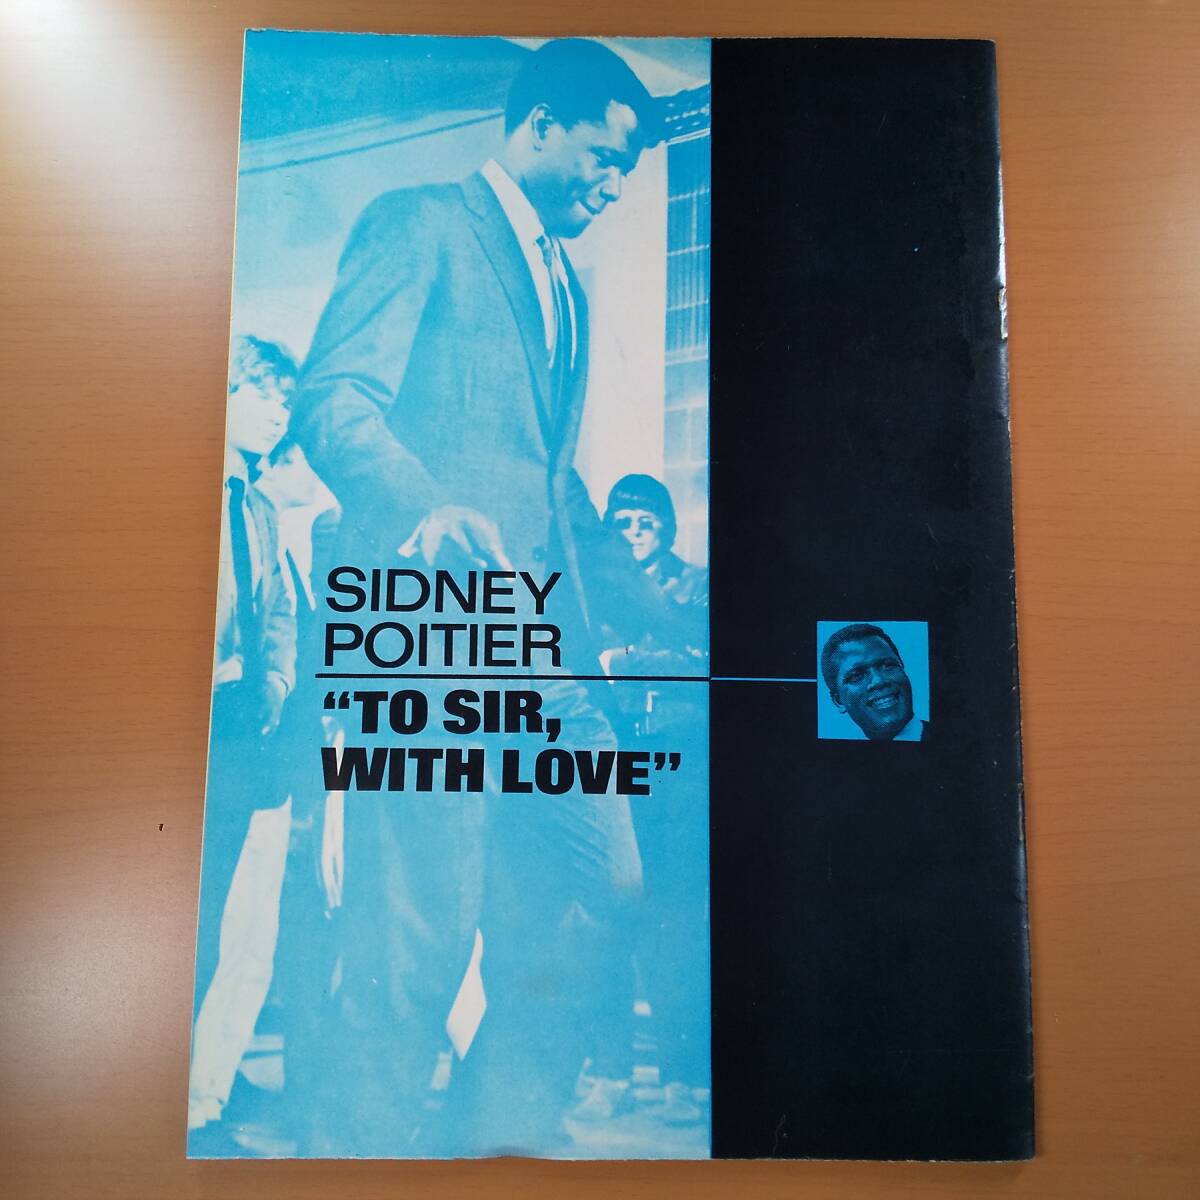 SIDNEY
POITIER
“TO SIR,
WITH LOVE”